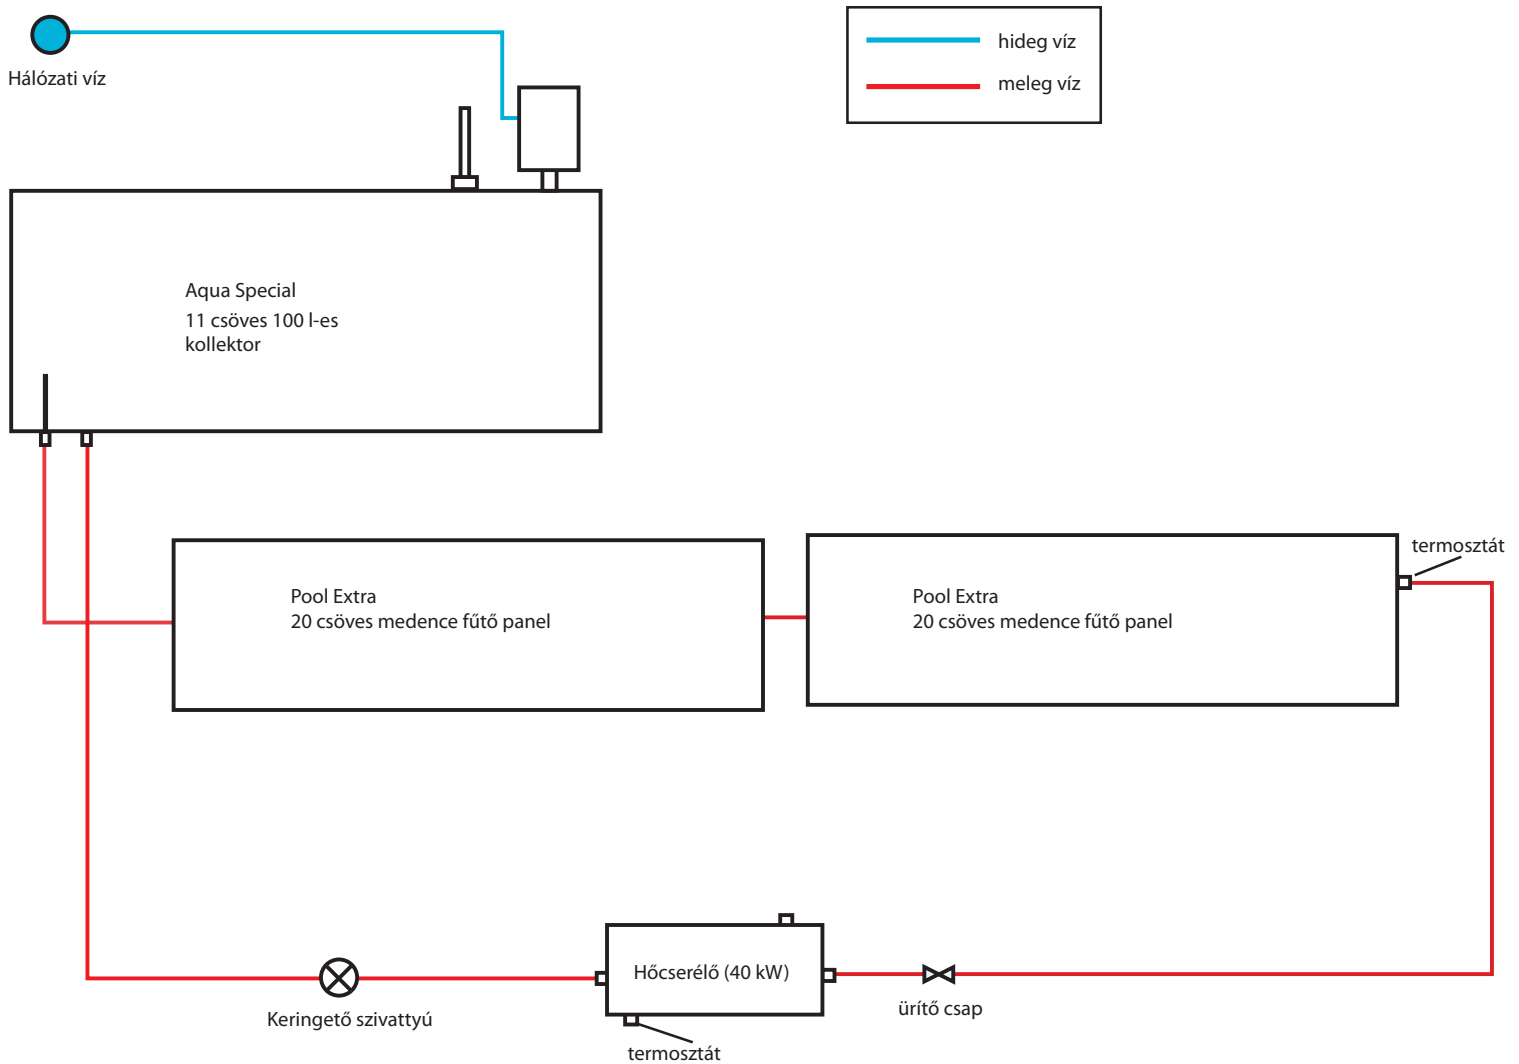 Hálózati víz
hideg víz
meleg víz
Aqua Special
11 csöves 100 l-es
kollektor
termosztát
Pool Extra
20 csöves medence fűtő panel
Pool Extra
20 csöves medence fűtő panel
Hőcserélő (40 kW)
Keringető szivattyú
ürítő csap
termosztát